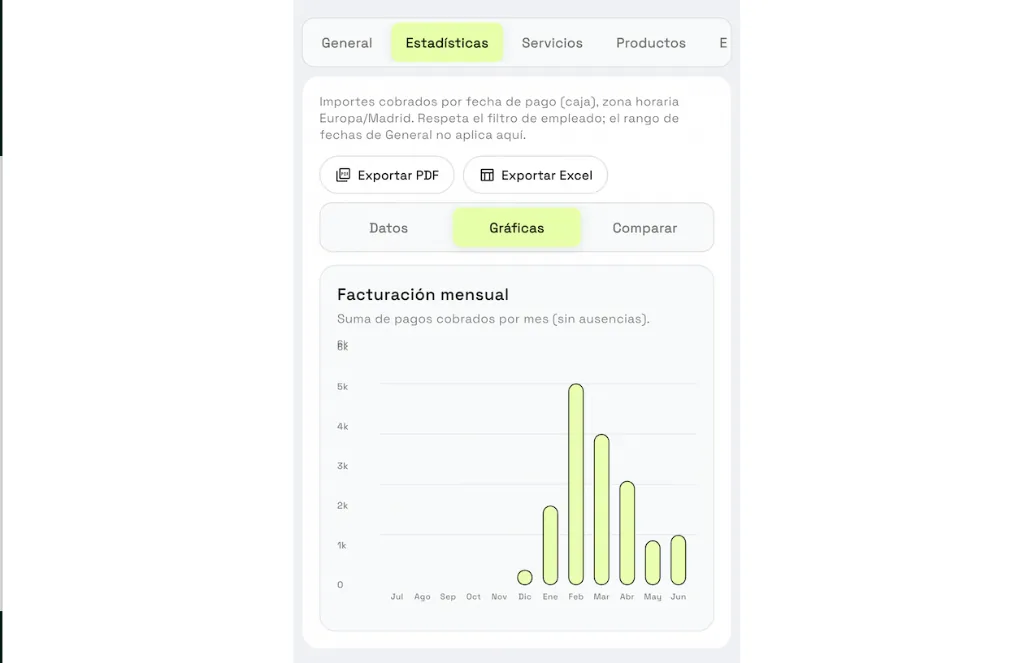 General Estadísticas Servicios Productos E
Importes cobrados por fecha de pago (caja), zona horaria
Europa/Madrid. Respeta el filtro de empleado; el rango de
fechas de General no aplica aquí.
Exportar PDF Exportar Excel
Datos Gráficas Comparar
Facturación mensual
Suma de pagos cobrados por mes (sin ausencias).
5k
4k
3k
2k
1k
0
Jul Ago Sep Oct Nov Dic Ene Feb Mar Abr May Jun